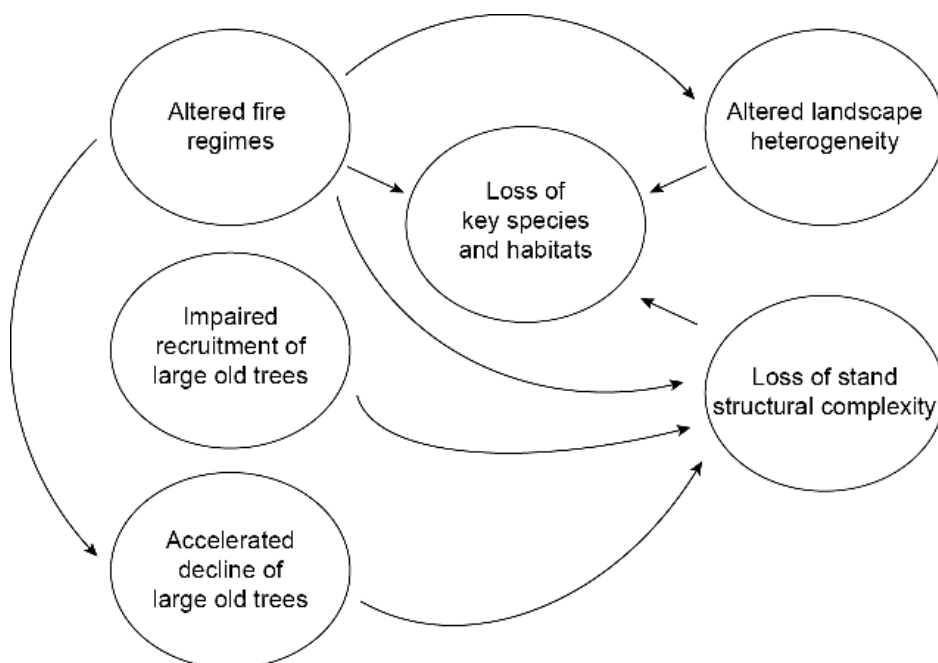 Altered fire
regimes
Altered landscape
heterogeneity
Loss of
key species
and habitats
Impaired
recruitment of
large old trees
Loss of stand
structural complexity
Accelerated
decline of
large old trees